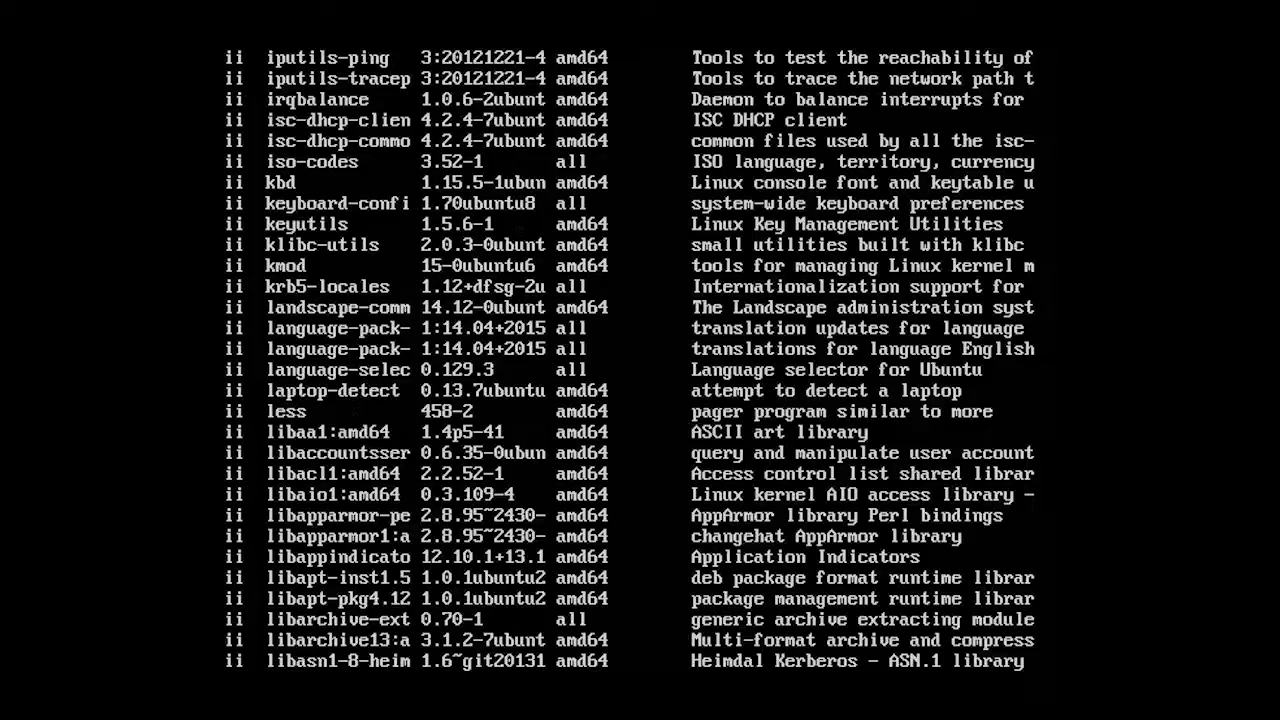 ii  iputils-ping   3:20121221-4 amd64        Tools to test the reachability of
ii  iputils-tracep 3:20121221-4 amd64        Tools to trace the network path t
ii  irqbalance     1.0.6-2ubunt amd64        Daemon to balance interrupts for
ii  isc-dhcp-clien 4.2.4-7ubunt amd64        ISC DHCP client
ii  isc-dhcp-commo 4.2.4-7ubunt amd64        common files used by all the isc-
ii  iso-codes      3.52-1       all          ISO language, territory, currency
ii  kbd            1.15.5-1ubun amd64        Linux console font and keytable u
ii  keyboard-confi 1.70ubuntu8  all          system-wide keyboard preferences
ii  keyutils       1.5.6-1      amd64        Linux Key Management Utilities
ii  klibc-utils    2.0.3-0ubunt amd64        small utilities built with klibc
ii  kmod           15-0ubuntu6  amd64        tools for managing Linux kernel m
ii  krb5-locales   1.12+dfsg-2u all          Internationalization support for
ii  landscape-comm 14.12-0ubunt amd64        The Landscape administration syst
ii  language-pack- 1:14.04+2015 all          translation updates for language
ii  language-pack- 1:14.04+2015 all          translations for language English
ii  language-selec 0.129.3      all          Language selector for Ubuntu
ii  laptop-detect  0.13.7ubuntu amd64        attempt to detect a laptop
ii  less           458-2        amd64        pager program similar to more
ii  libaa1:amd64   1.4p5-41     amd64        ASCII art library
ii  libaccountsser 0.6.35-0ubun amd64        query and manipulate user account
ii  libacl1:amd64  2.2.52-1     amd64        Access control list shared librar
ii  libaio1:amd64  0.3.109-4    amd64        Linux kernel AIO access library -
ii  libapparmor-pe 2.8.95~2430- amd64        AppArmor library Perl bindings
ii  libapparmor1:a 2.8.95~2430- amd64        changehat AppArmor library
ii  libappindicato 12.10.1+13.1 amd64        Application Indicators
ii  libapt-inst1.5 1.0.1ubuntu2 amd64        deb package format runtime librar
ii  libapt-pkg4.12 1.0.1ubuntu2 amd64        package management runtime librar
ii  libarchive-ext 0.70-1       all          generic archive extracting module
ii  libarchive13:a 3.1.2-7ubunt amd64        Multi-format archive and compress
ii  libasn1-8-heim 1.6~git20131 amd64        Heimdal Kerberos - ASN.1 library